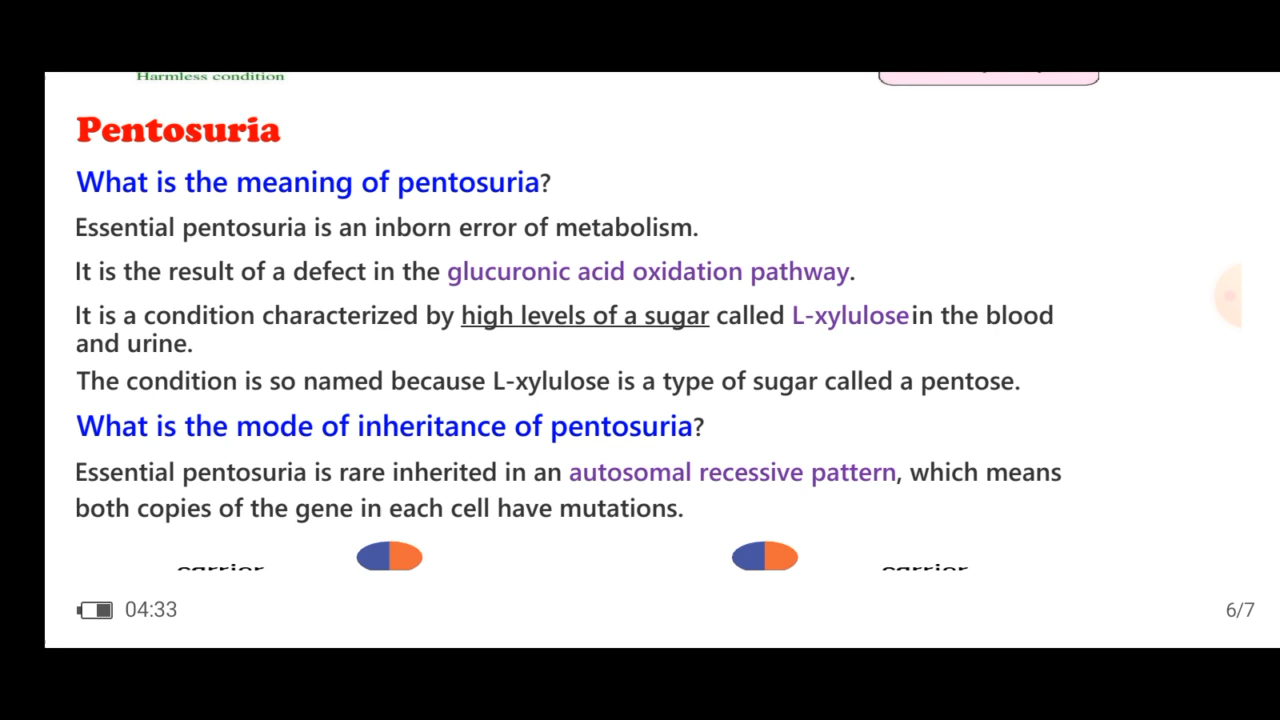 Harmless condition
Pentosuria
What is the meaning of pentosuria?
Essential pentosuria is an inborn error of metabolism.
It is the result of a defect in the glucuronic acid oxidation pathway.
It is a condition characterized by high levels of a sugar called L-xylulose in the blood
and urine.
The condition is so named because L-xylulose is a type of sugar called a pentose.
What is the mode of inheritance of pentosuria?
Essential pentosuria is rare inherited in an autosomal recessive pattern, which means
both copies of the gene in each cell have mutations.
carrier carrier
04:33 6/7